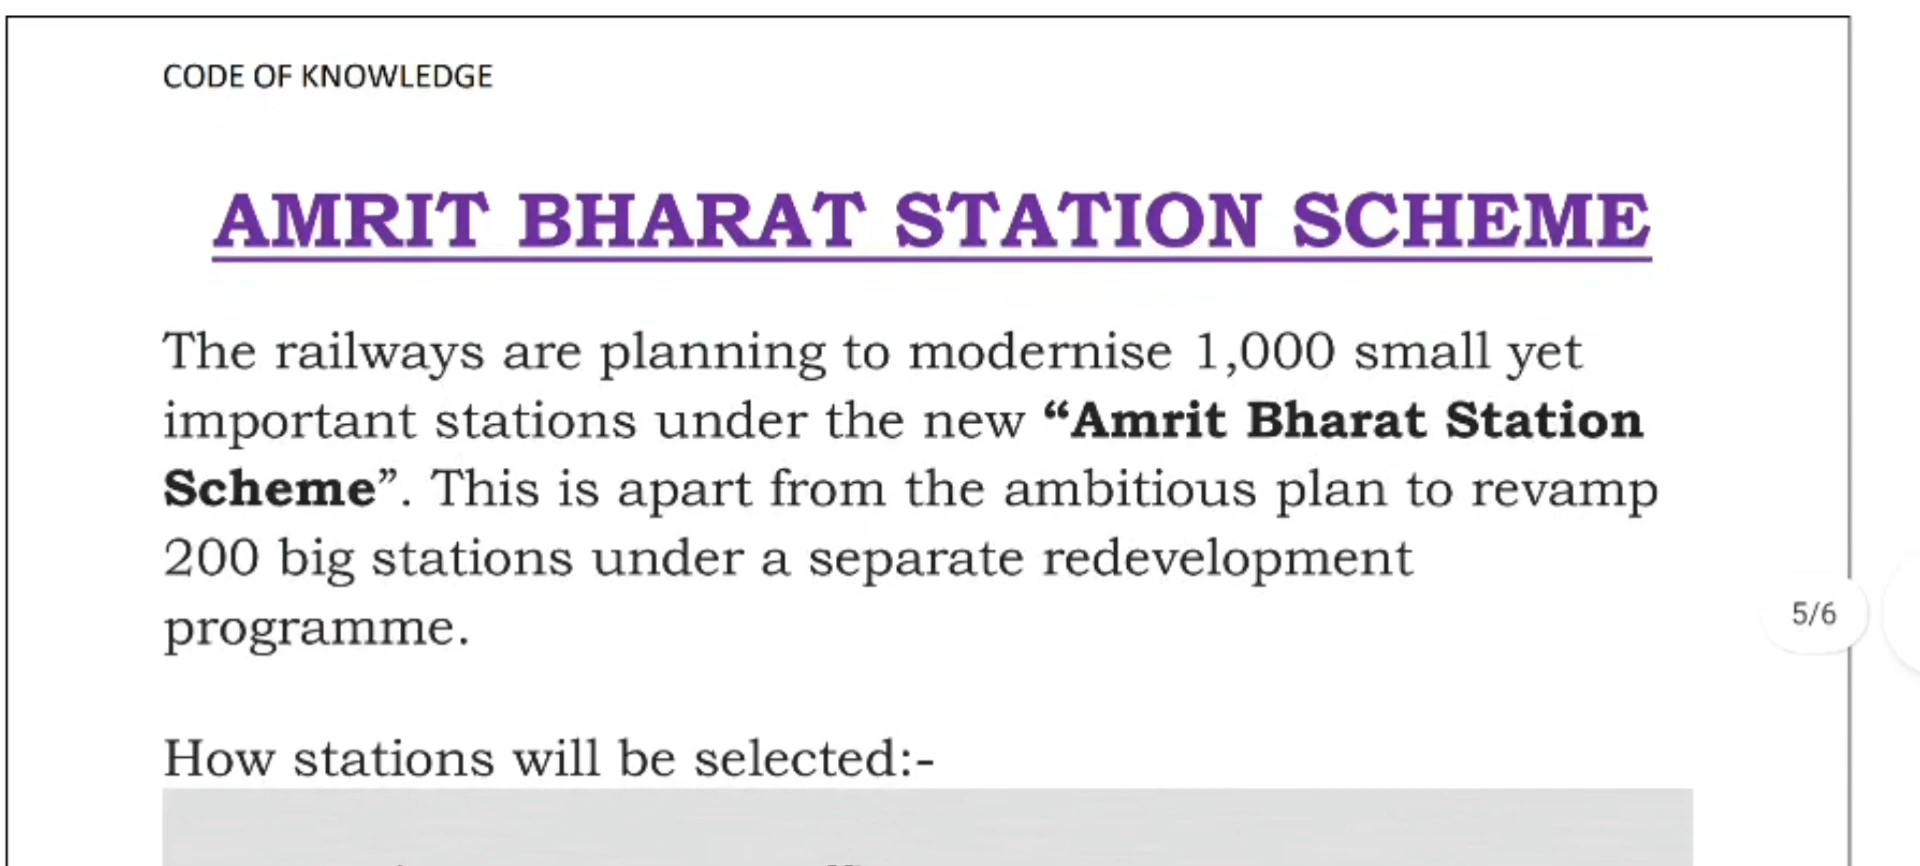 CODE OF KNOWLEDGE
AMRIT BHARAT STATION SCHEME
The railways are planning to modernise 1,000 small yet
important stations under the new “Amrit Bharat Station
Scheme”. This is apart from the ambitious plan to revamp
200 big stations under a separate redevelopment
programme.
5/6
How stations will be selected:-